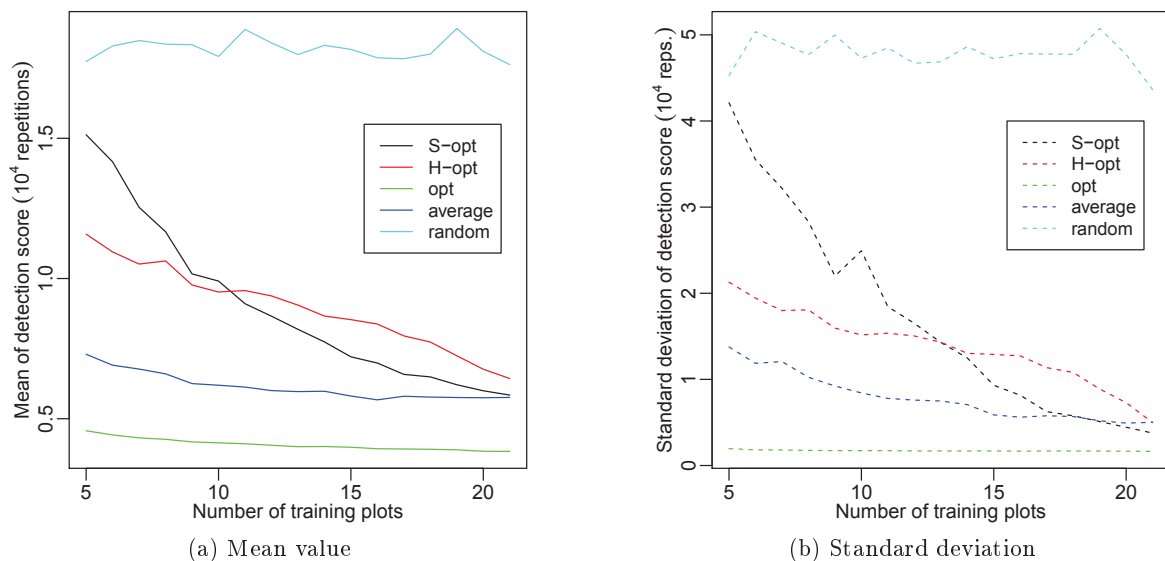 Mean of detection score (10⁴ repetitions)
1.5
1.0
0.5
S−opt
H−opt
opt
average
random
5 10 15 20
Number of training plots
(a) Mean value
Standard deviation of detection score (10⁴ reps.)
5
4
3
2
1
0
S−opt
H−opt
opt
average
random
5 10 15 20
Number of training plots
(b) Standard deviation